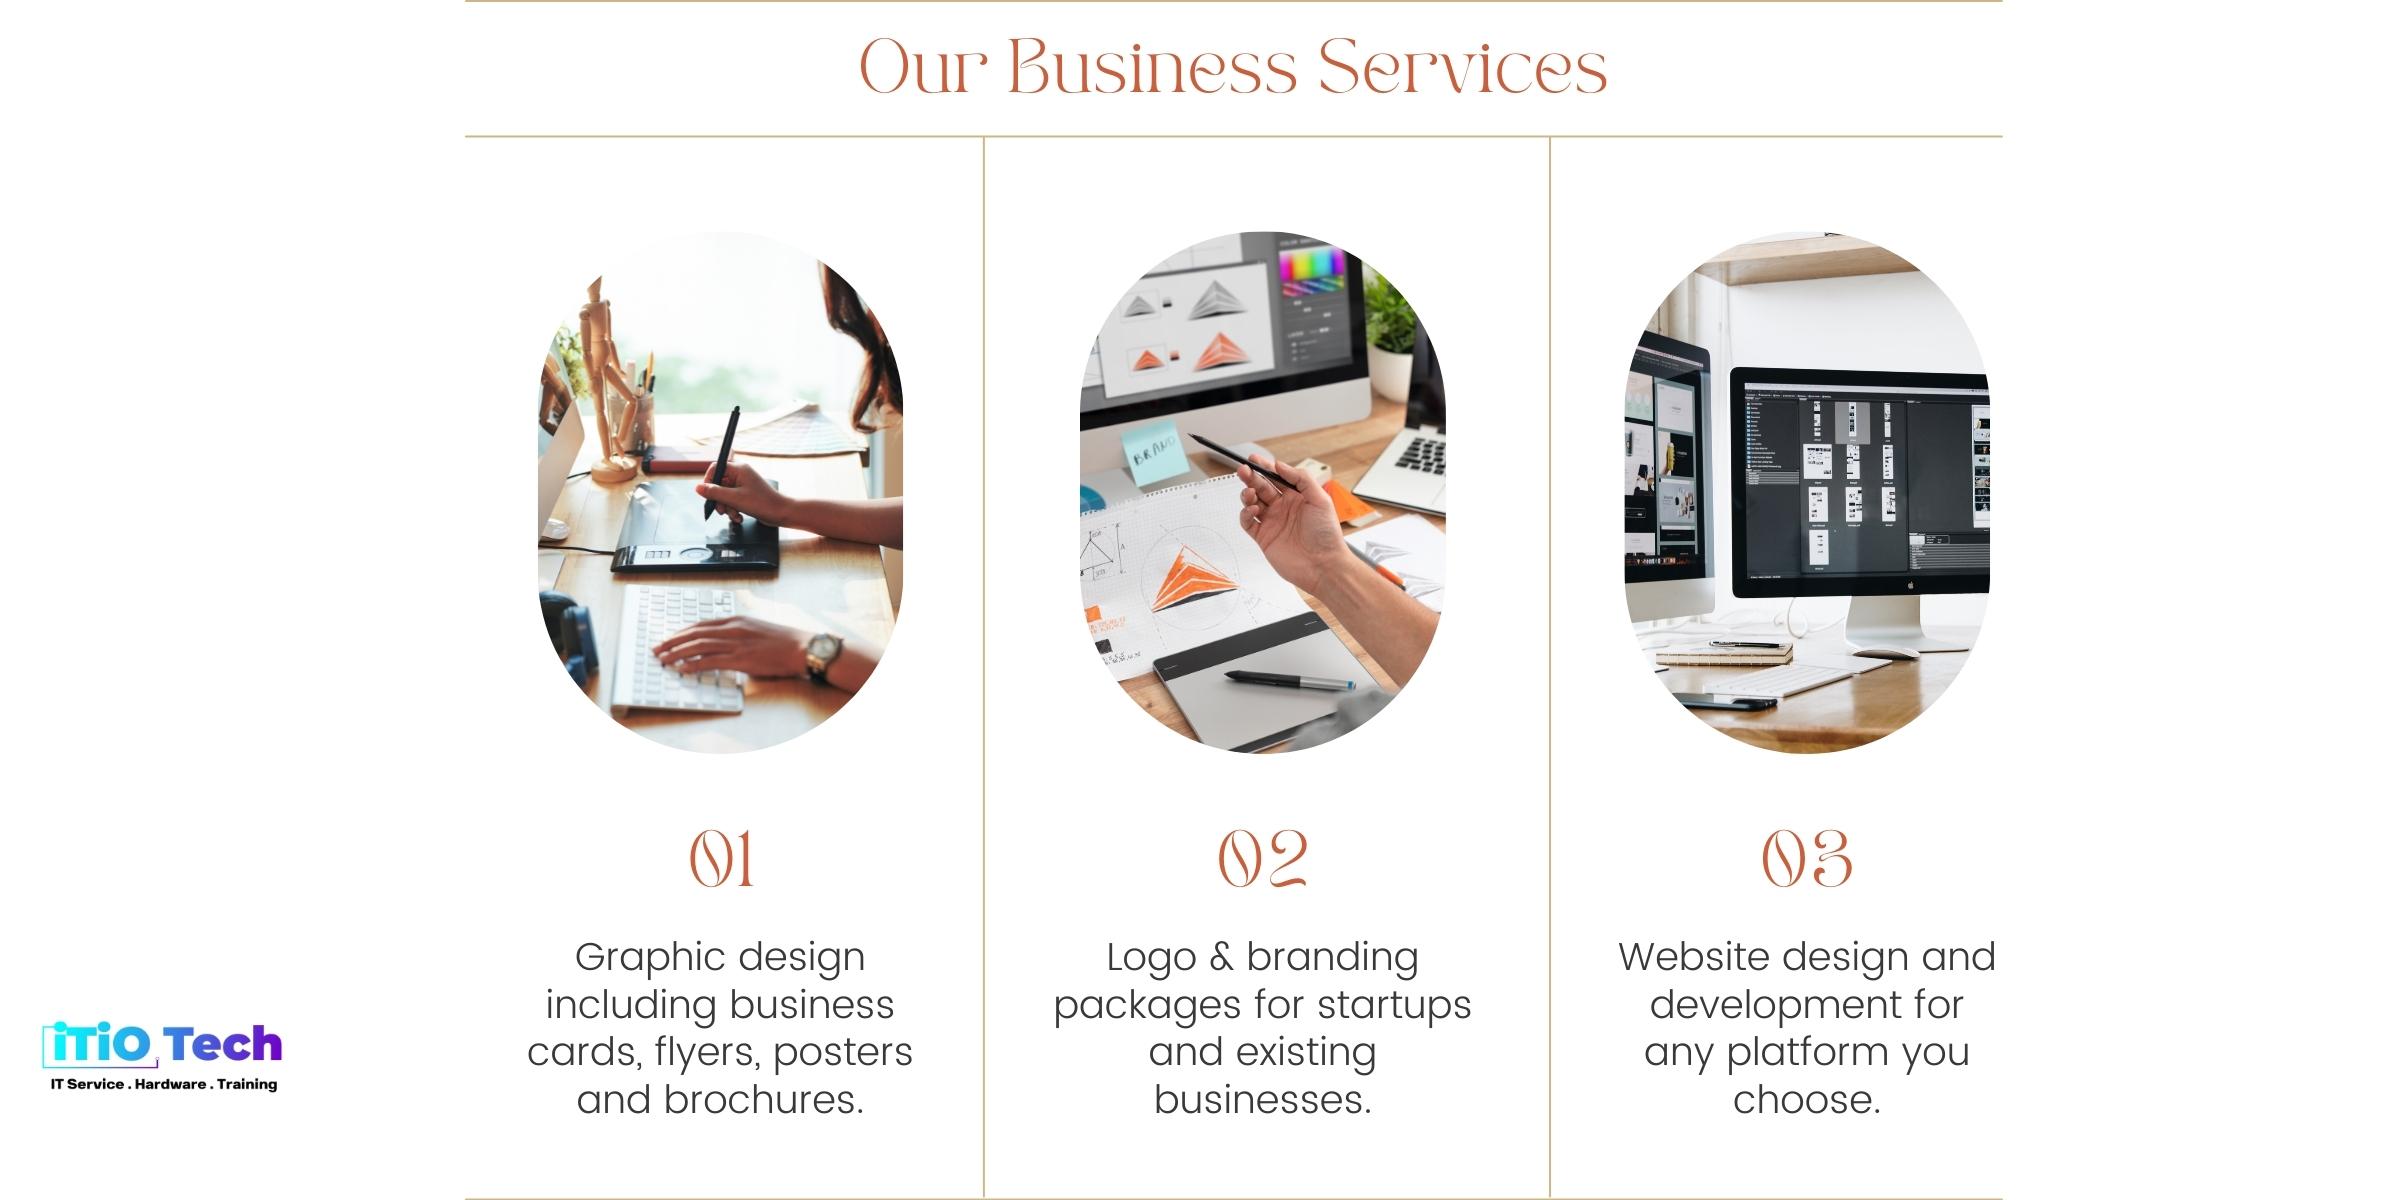 Our Business Services
BRAND
01
Graphic design
including business
cards, flyers, posters
and brochures.
02
Logo & branding
packages for startups
and existing
businesses.
03
Website design and
development for
any platform you
choose.
iTiO Tech
IT Service . Hardware . Training